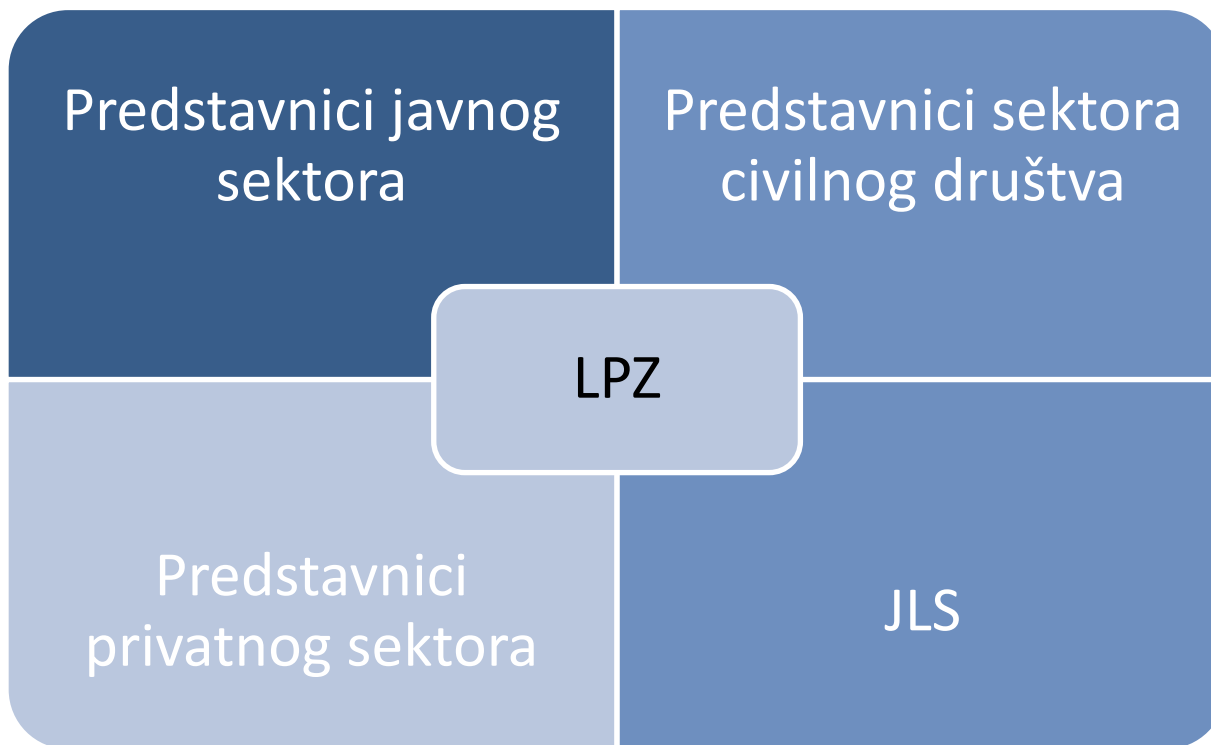 Predstavnici javnog
sektora
Predstavnici sektora
civilnog društva
LPZ
Predstavnici
privatnog sektora
JLS